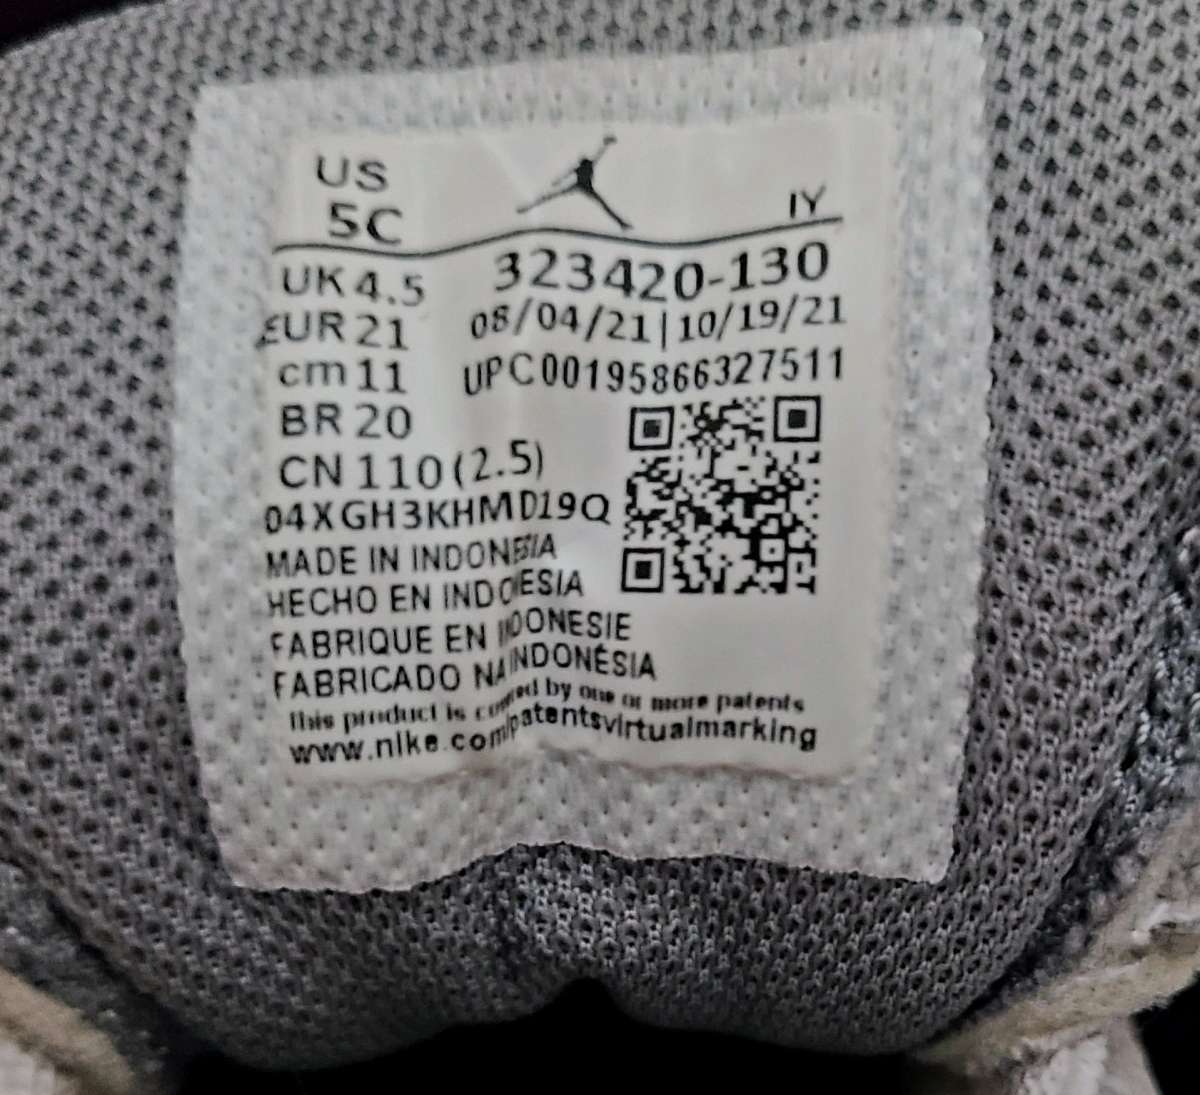 US
5C
IY
UK 4.5
323420-130
EUR 21
08/04/21 | 10/19/21
cm 11
UPC00195866327511
BR 20
CN 110 (2.5)
04XGH3KHMD19Q
MADE IN INDONESIA
HECHO EN INDONESIA
FABRIQUE EN INDONESIE
FABRICADO NA INDONÉSIA
This product is covered by one or more patents
www.nike.com/patentsvirtualmarking